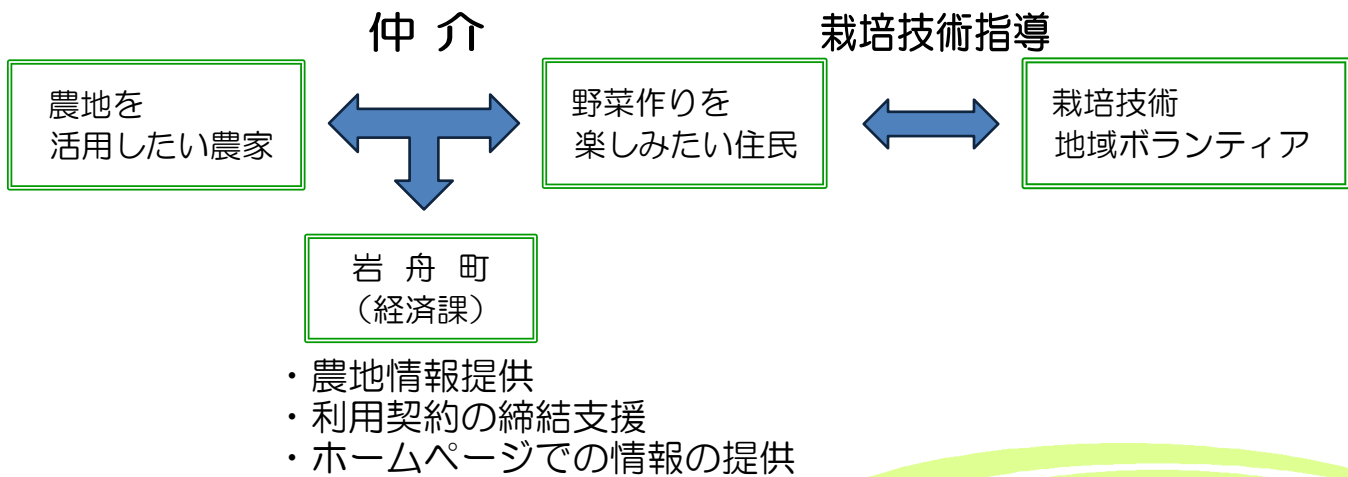 仲 介
栽培技術指導
農地を
活用したい農家
野菜作りを
楽しみたい住民
栽培技術
地域ボランティア
岩 舟 町
（経済課）
・農地情報提供
・利用契約の締結支援
・ホームページでの情報の提供